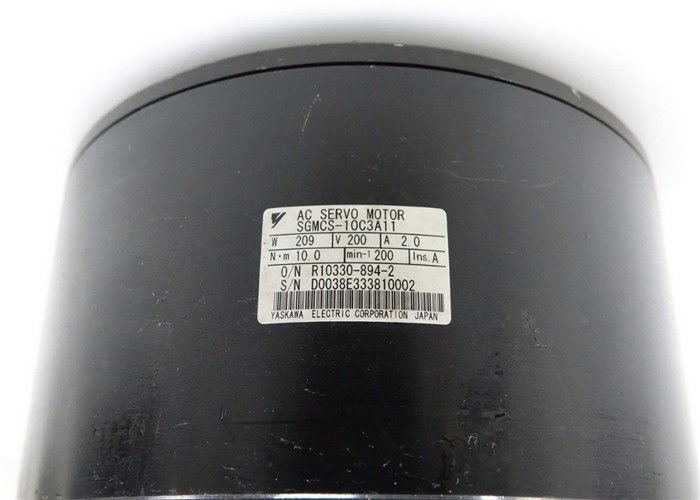 AC SERVO MOTOR
SGMCS-10C3A11
W 209 V 200 A 2.0
N·m 10.0 min-1 200 Ins. A
O/N R10330-894-2
S/N D0038E333810002
YASKAWA ELECTRIC CORPORATION JAPAN